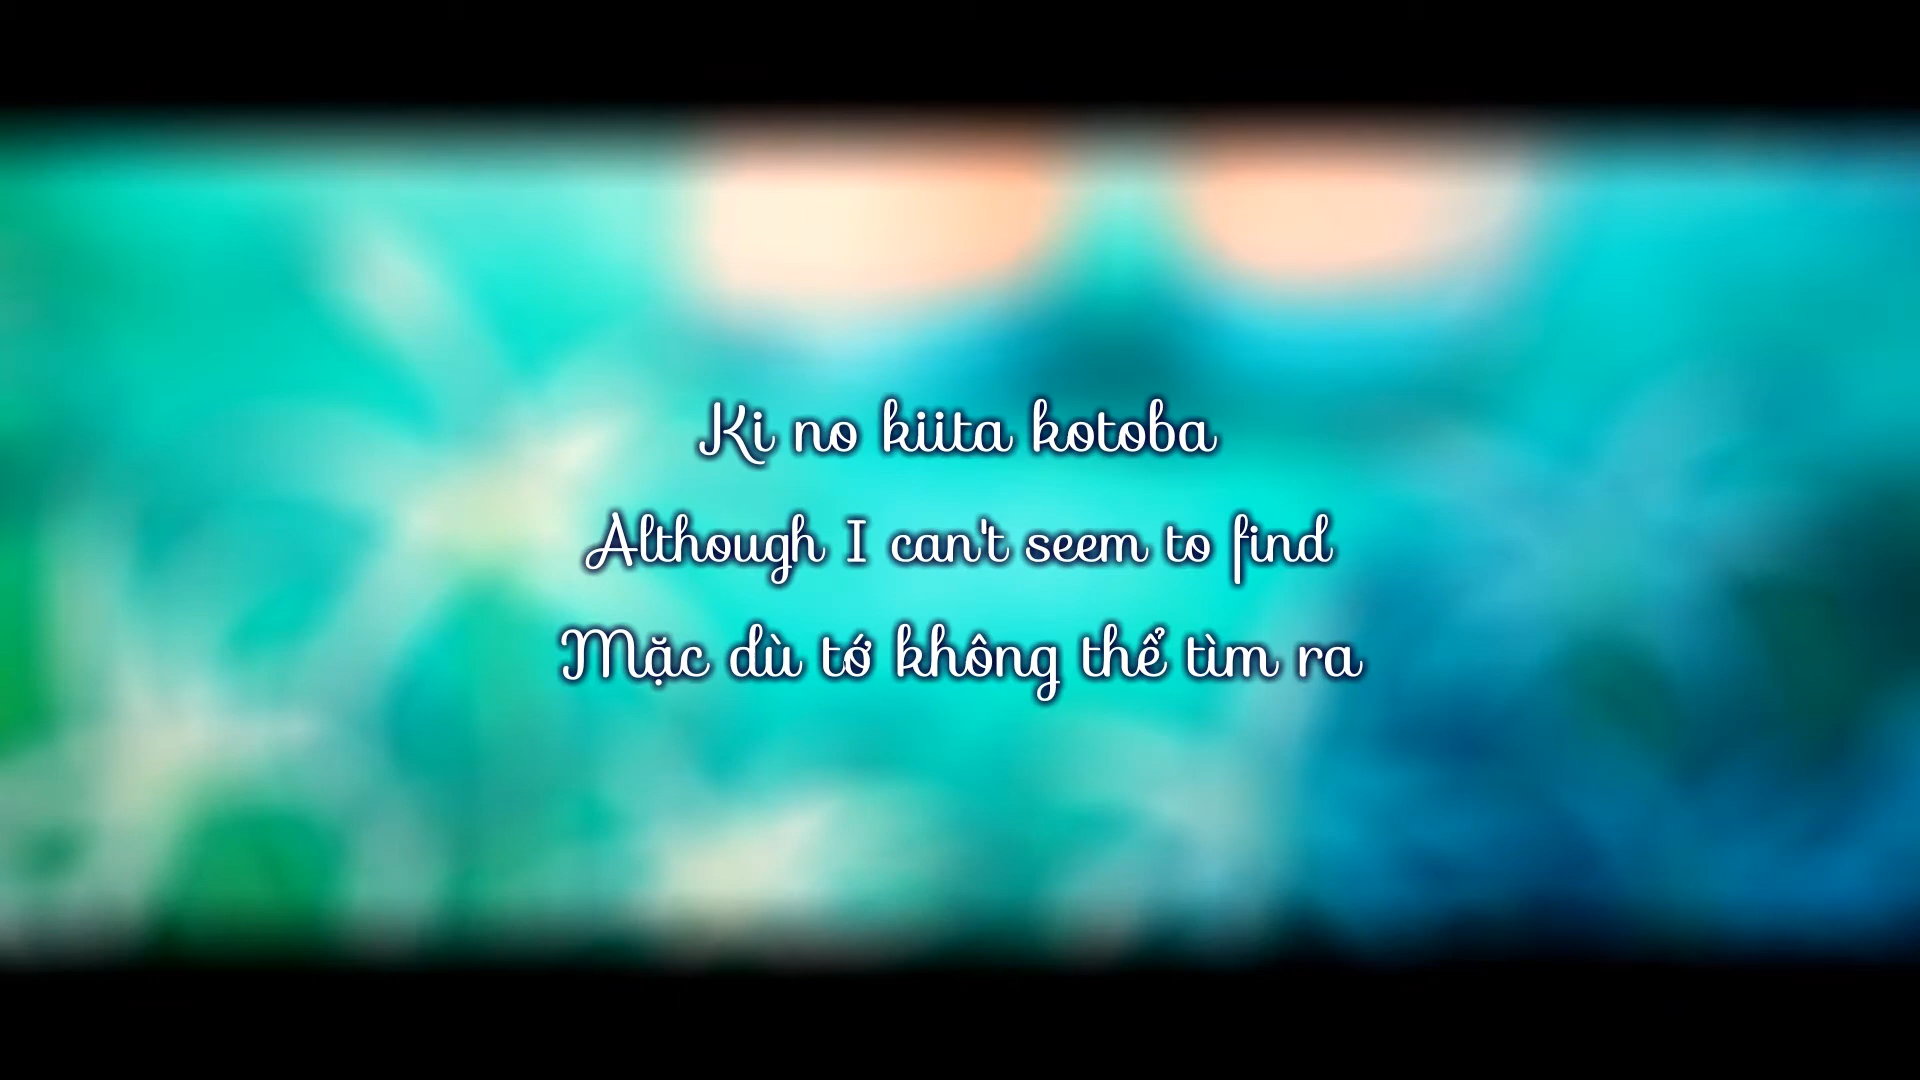 Ki no kiita kotoba
Although I can't seem to find
Mặc dù tớ không thể tìm ra